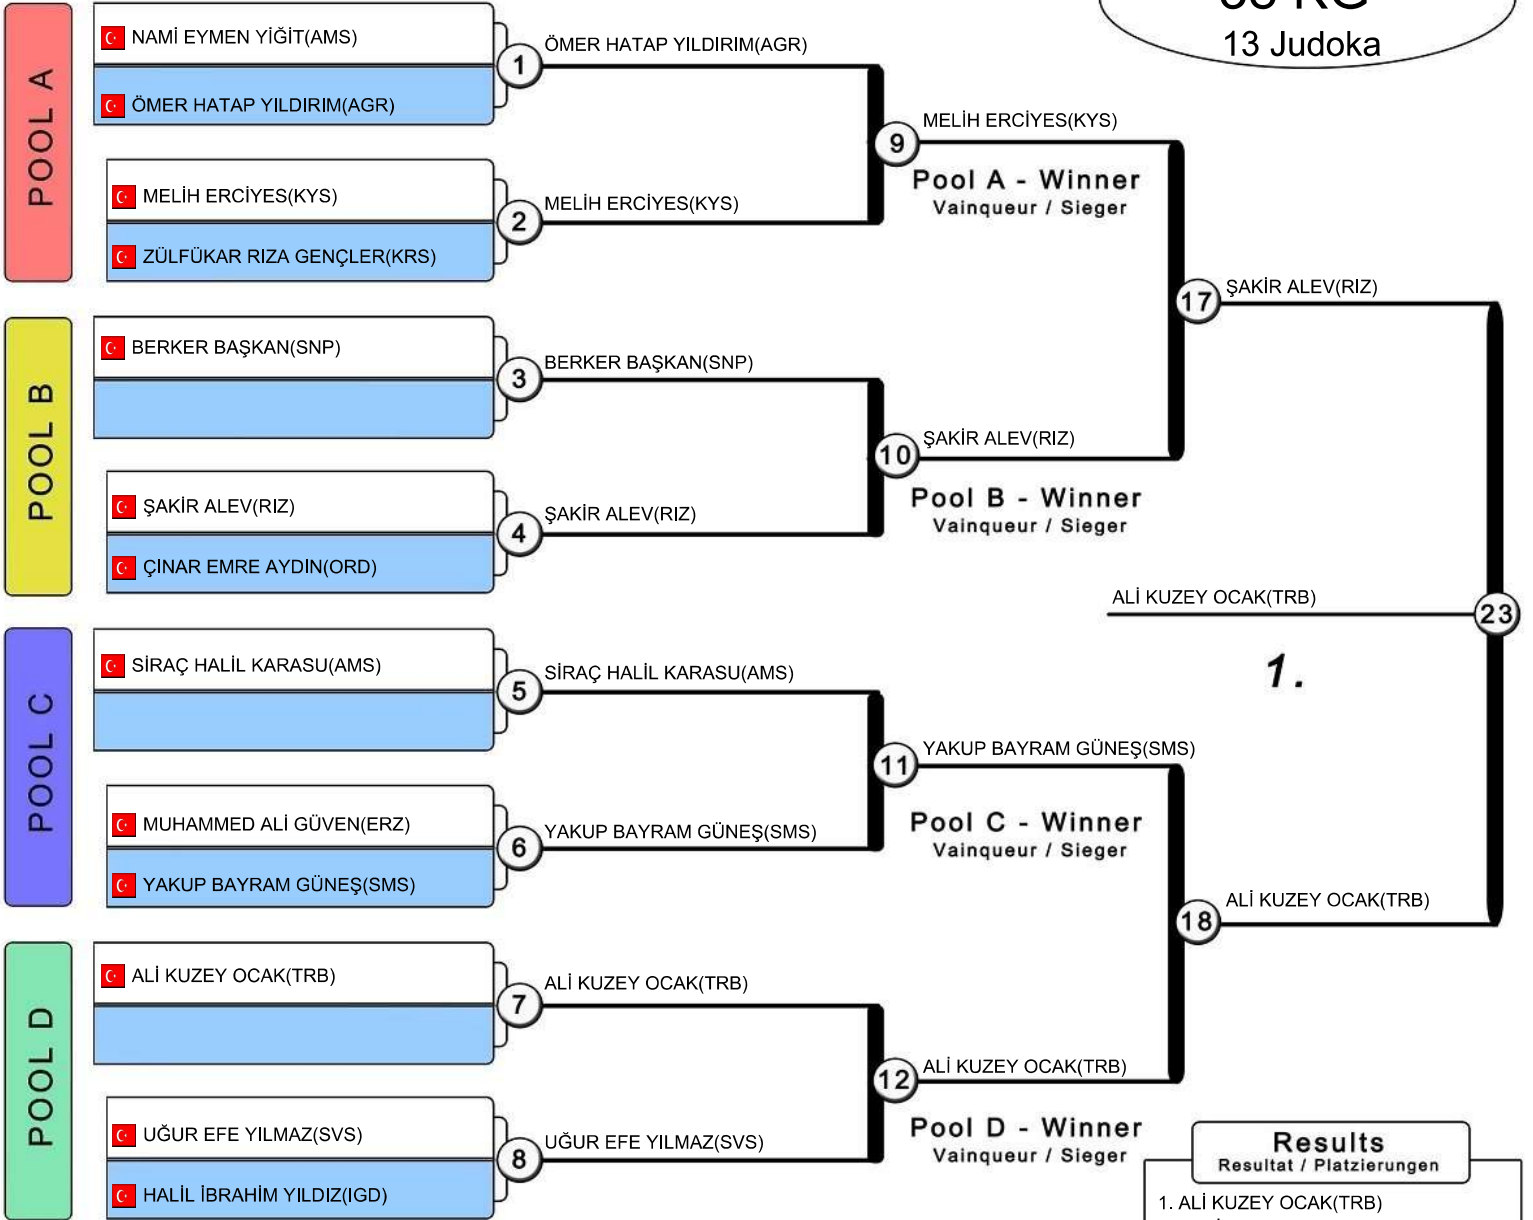 KG
13 Judoka
POOL A
NAMİ EYMEN YİĞİT(AMS)
ÖMER HATAP YILDIRIM(AGR)
1
ÖMER HATAP YILDIRIM(AGR)
MELİH ERCİYES(KYS)
ZÜLFÜKAR RIZA GENÇLER(KRS)
2
MELİH ERCİYES(KYS)
9
MELİH ERCİYES(KYS)
Pool A - Winner
Vainqueur / Sieger
POOL B
BERKER BAŞKAN(SNP)
3
BERKER BAŞKAN(SNP)
ŞAKİR ALEV(RIZ)
ÇINAR EMRE AYDIN(ORD)
4
ŞAKİR ALEV(RIZ)
10
ŞAKİR ALEV(RIZ)
Pool B - Winner
Vainqueur / Sieger
17
ŞAKİR ALEV(RIZ)
POOL C
SİRAÇ HALİL KARASU(AMS)
5
SİRAÇ HALİL KARASU(AMS)
MUHAMMED ALİ GÜVEN(ERZ)
YAKUP BAYRAM GÜNEŞ(SMS)
6
YAKUP BAYRAM GÜNEŞ(SMS)
11
YAKUP BAYRAM GÜNEŞ(SMS)
Pool C - Winner
Vainqueur / Sieger
POOL D
ALİ KUZEY OCAK(TRB)
7
ALİ KUZEY OCAK(TRB)
UĞUR EFE YILMAZ(SVS)
HALİL İBRAHİM YILDIZ(IGD)
8
UĞUR EFE YILMAZ(SVS)
12
ALİ KUZEY OCAK(TRB)
Pool D - Winner
Vainqueur / Sieger
18
ALİ KUZEY OCAK(TRB)
ALİ KUZEY OCAK(TRB)
23
1.
Results
Resultat / Platzierungen
1. ALİ KUZEY OCAK(TRB)